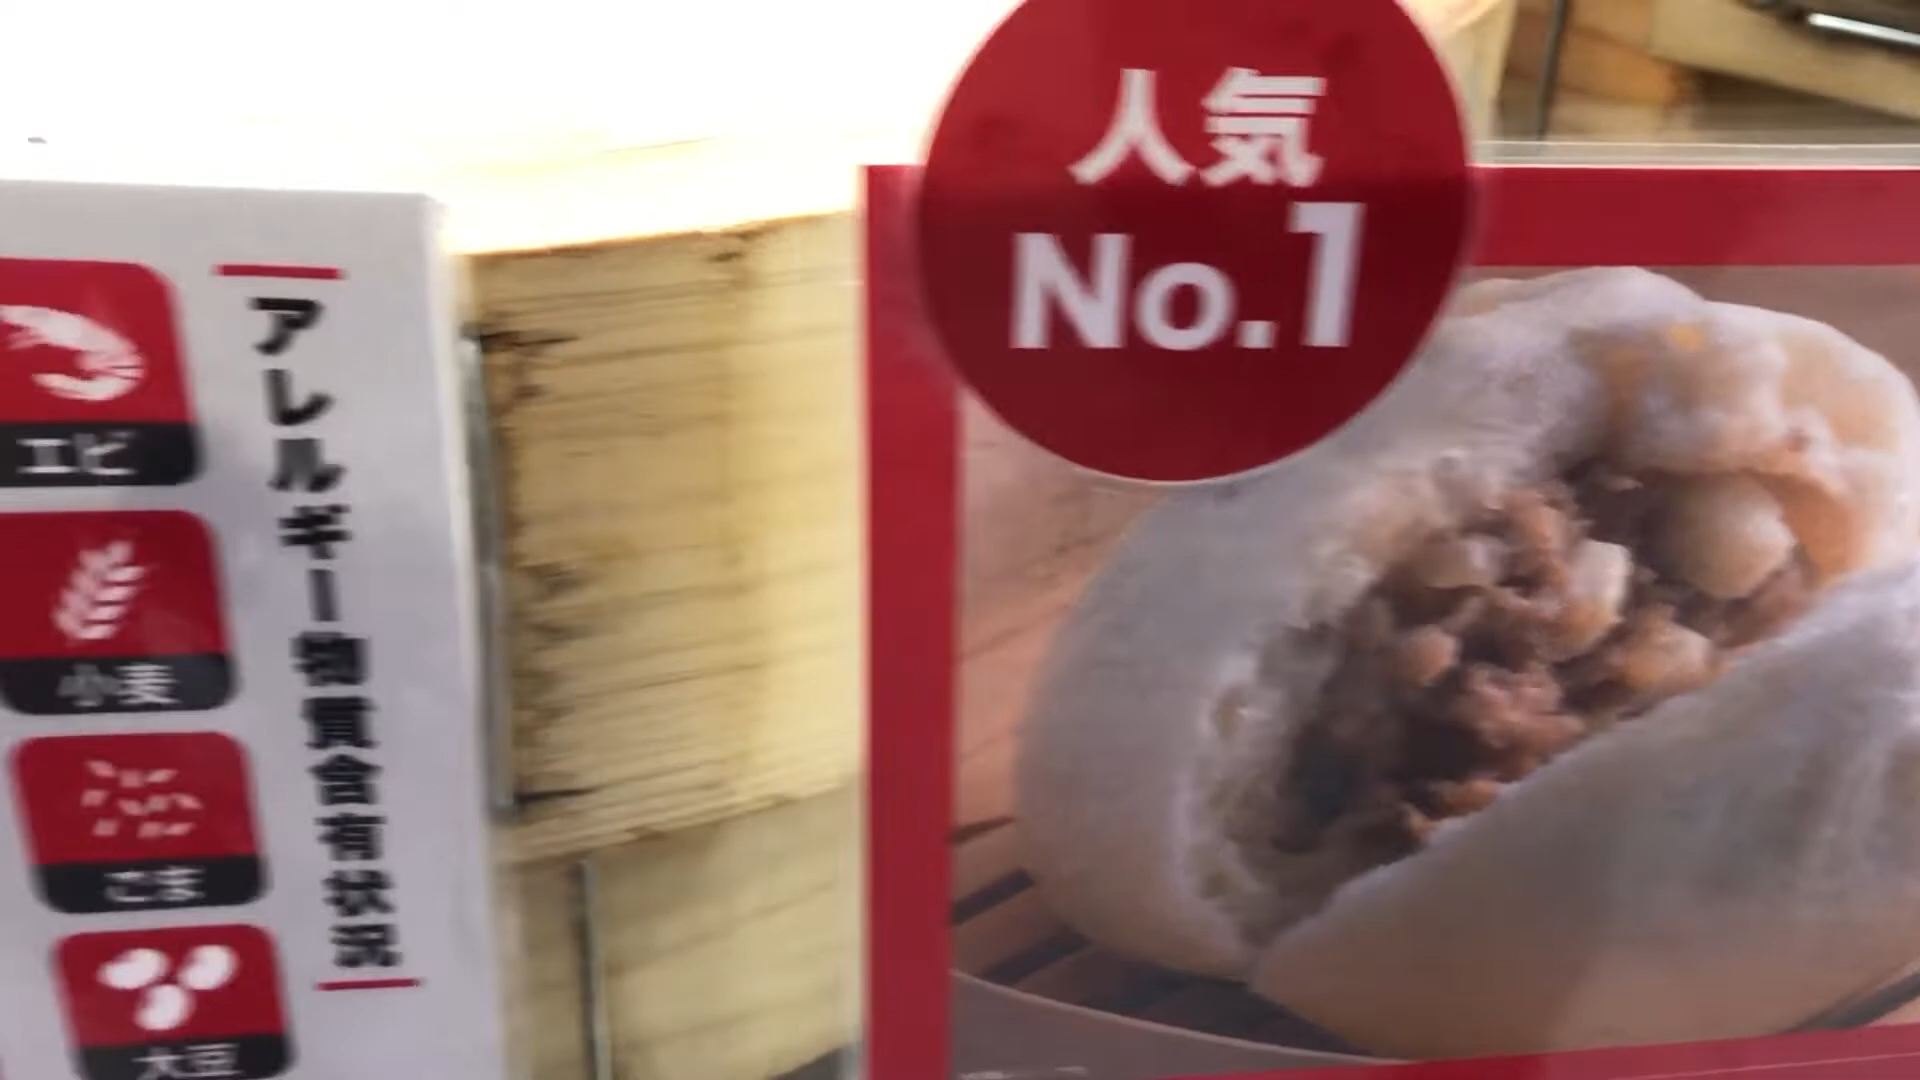 人気
No.1
アレルギー物質含有状況
エビ
小麦
ごま
大豆